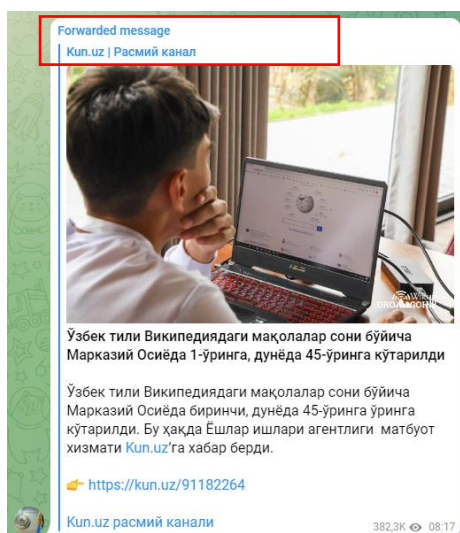 Forwarded message
Kun.uz | Расмий канал
Ўзбек тили Википедиядаги мақолалар сони бўйича
Марказий Осиёда 1-ўринга, дунёда 45-ўринга кўтарилди
Ўзбек тили Википедиядаги мақолалар сони бўйича
Марказий Осиёда биринчи, дунёда 45-ўринга ўринга
кўтарилди. Бу ҳақда Ёшлар ишлари агентлиги матбуот
хизмати Kun.uz’га хабар берди.
👉 https://kun.uz/91182264
Kun.uz расмий канали
382,3K 08:17